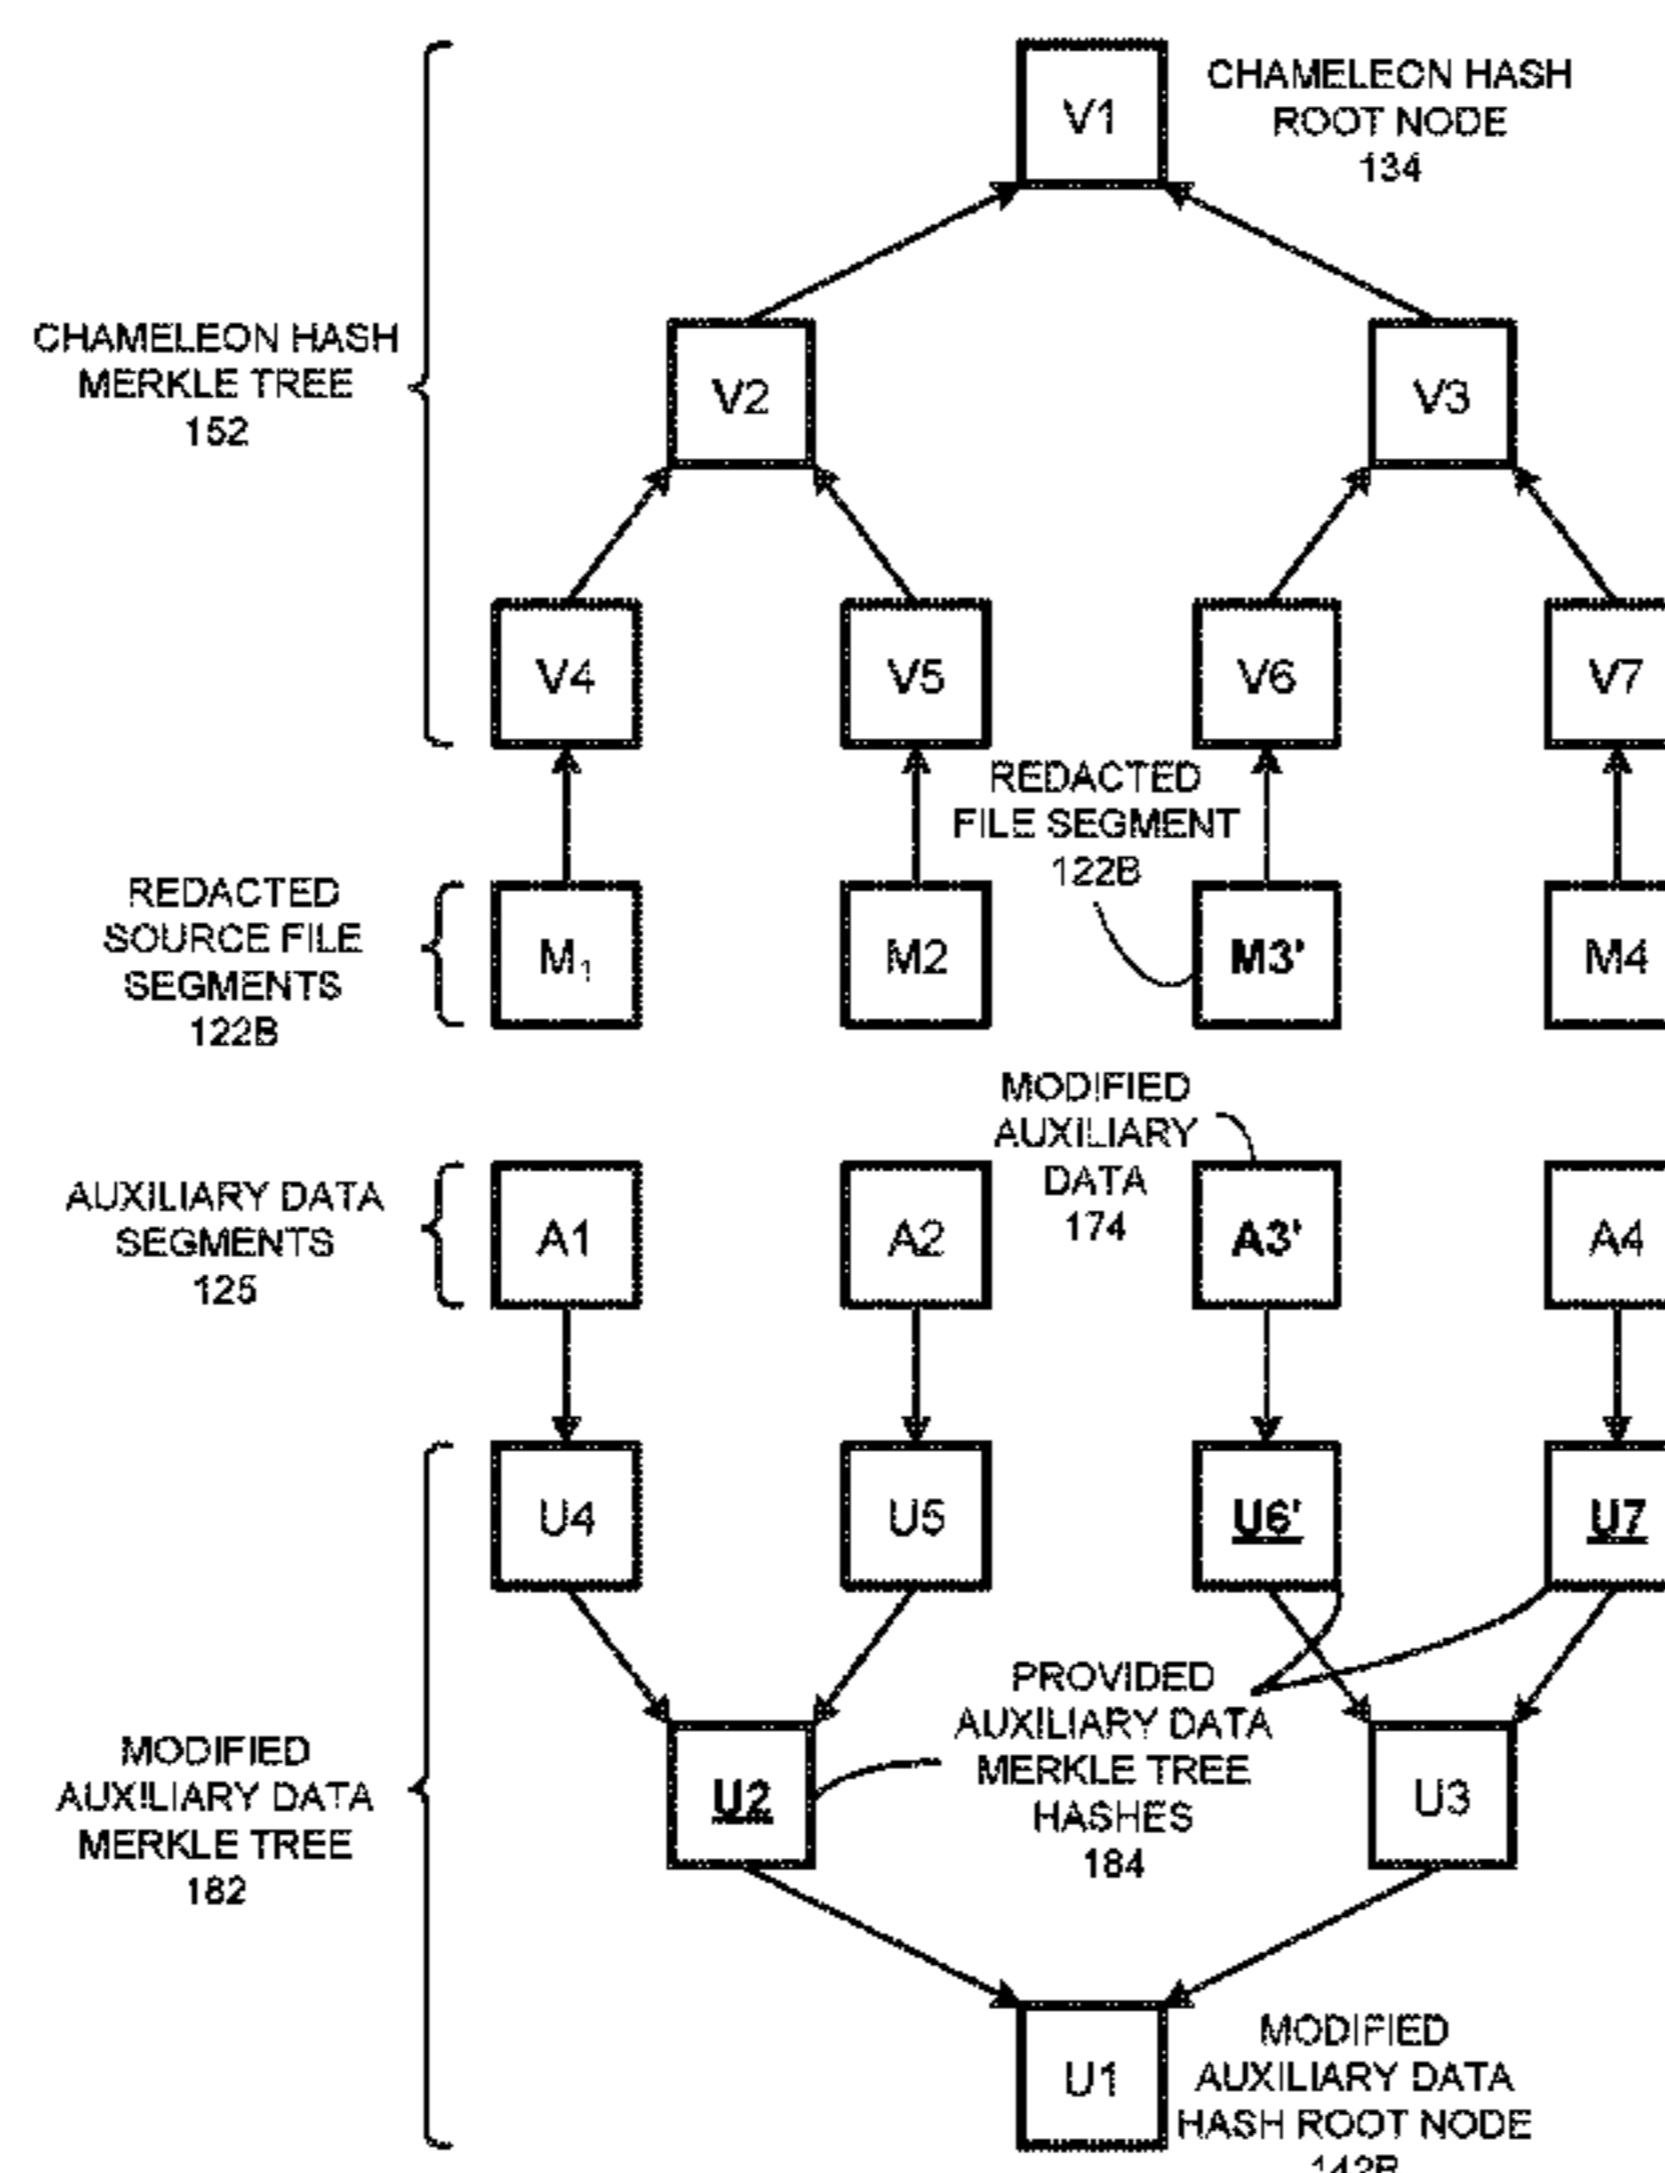 V1
CHAMELEON HASH
ROOT NODE
134
CHAMELEON HASH
MERKLE TREE
152
V2
V3
V4
V5
V6
V7
REDACTED
FILE SEGMENT
122B
REDACTED
SOURCE FILE
SEGMENTS
122B
M1
M2
M3'
M4
MODIFIED
AUXILIARY
DATA
174
AUXILIARY DATA
SEGMENTS
125
A1
A2
A3'
A4
U4
U5
U6'
U7
PROVIDED
AUXILIARY DATA
MERKLE TREE
HASHES
184
MODIFIED
AUXILIARY DATA
MERKLE TREE
182
U2
U3
U1
MODIFIED
AUXILIARY DATA
HASH ROOT NODE
142B